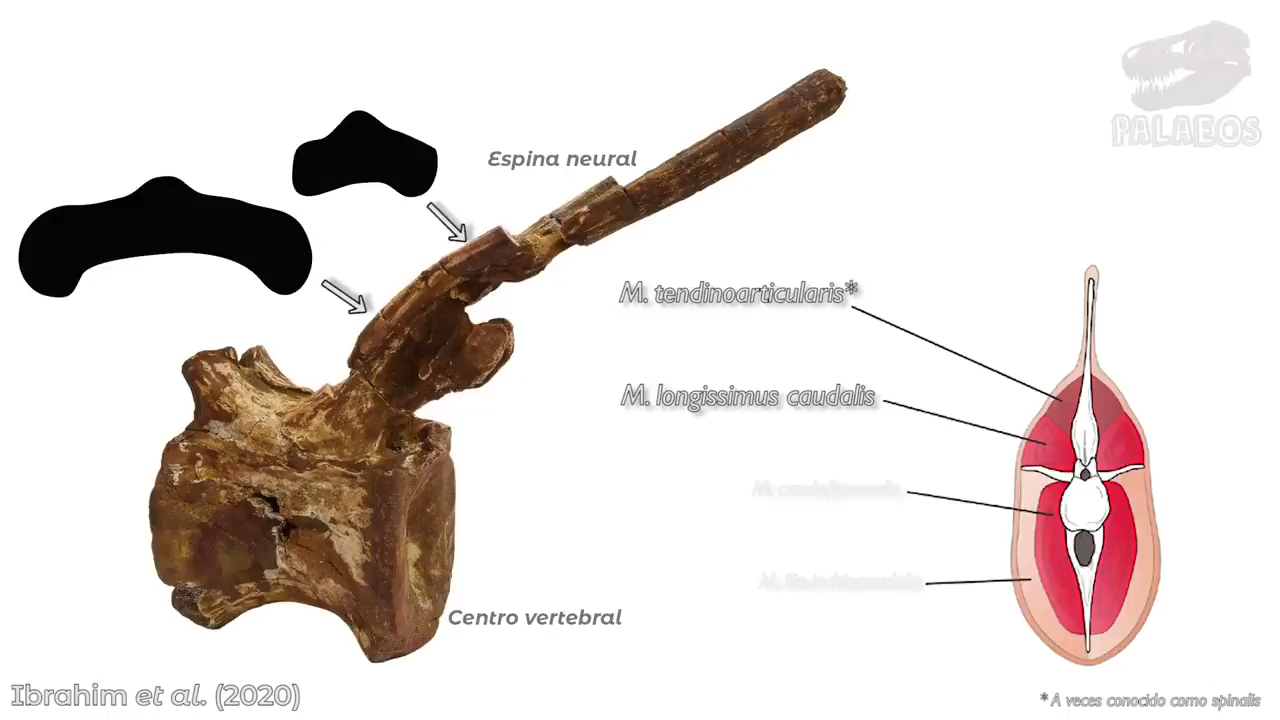 PALAEOS
Espina neural
M. tendinoarticularis*
M. longissimus caudalis
Centro vertebral
Ibrahim et al. (2020)
*A veces conocido como spinalis